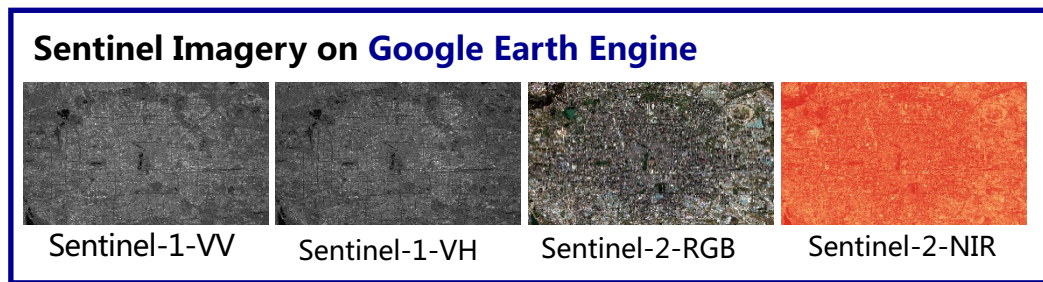 Sentinel Imagery on Google Earth Engine
Sentinel-1-VV
Sentinel-1-VH
Sentinel-2-RGB
Sentinel-2-NIR